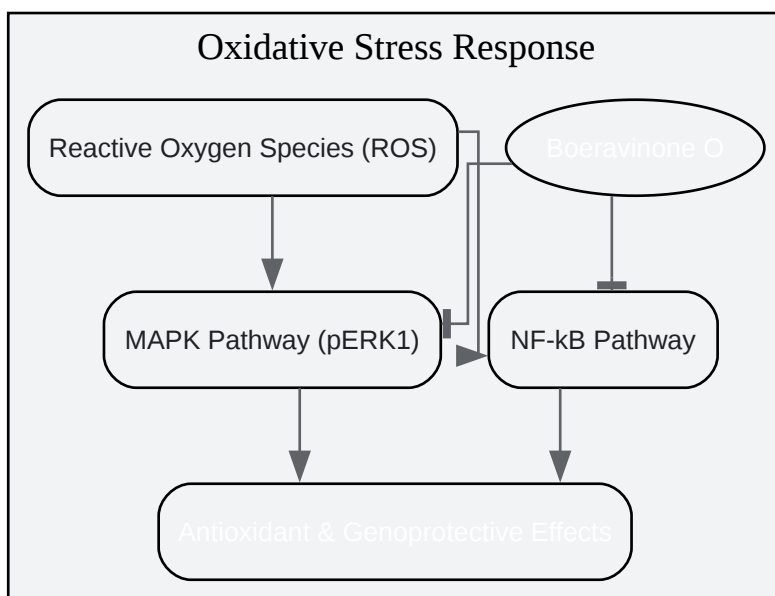 Oxidative Stress Response
Reactive Oxygen Species (ROS)
Boeravinone O
MAPK Pathway (pERK1)
NF-kB Pathway
Antioxidant & Genoprotective Effects